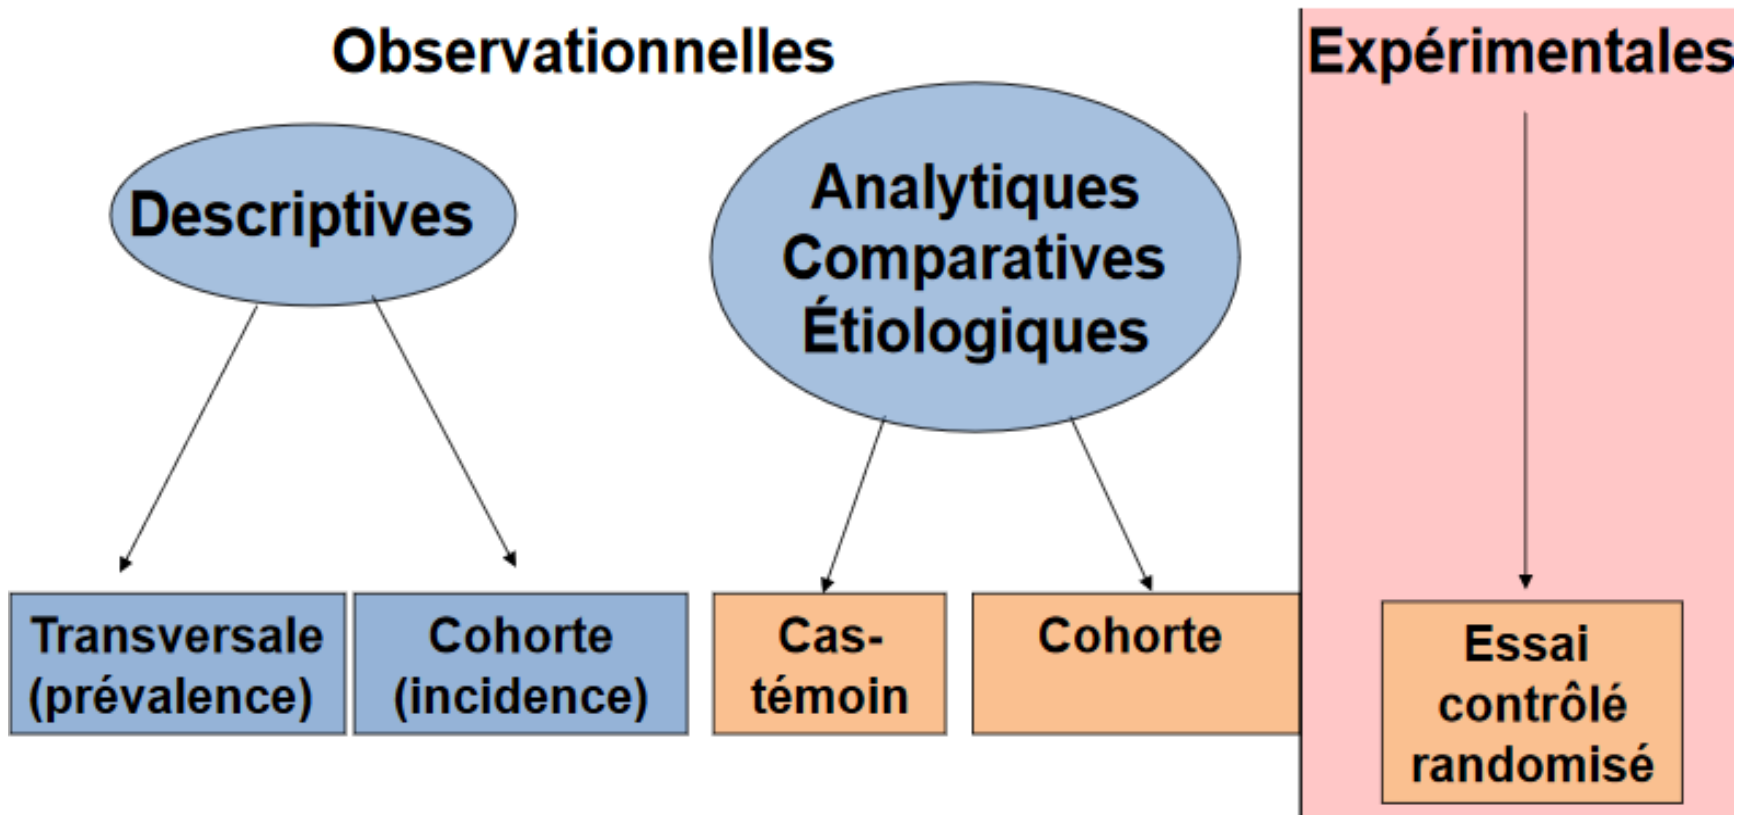 Observationnelles
Expérimentales
Descriptives
Analytiques
Comparatives
Étiologiques
Transversale
(prévalence)
Cohorte
(incidence)
Cas-
témoin
Cohorte
Essai
contrôlé
randomisé